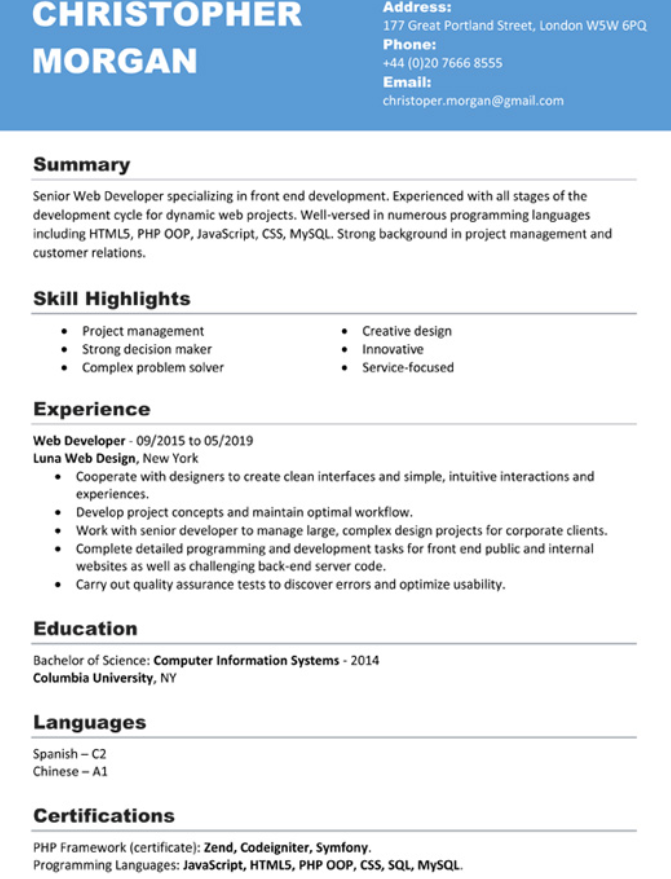 CHRISTOPHER
MORGAN
Address:
177 Great Portland Street, London W5W 6PQ
Phone:
+44 (0)20 7666 8555
Email:
christoper.morgan@gmail.com
Summary
Senior Web Developer specializing in front end development. Experienced with all stages of the
development cycle for dynamic web projects. Well-versed in numerous programming languages
including HTML5, PHP OOP, JavaScript, CSS, MySQL. Strong background in project management and
customer relations.
Skill Highlights
• Project management
• Strong decision maker
• Complex problem solver
• Creative design
• Innovative
• Service-focused
Experience
Web Developer - 09/2015 to 05/2019
Luna Web Design, New York
• Cooperate with designers to create clean interfaces and simple, intuitive interactions and
experiences.
• Develop project concepts and maintain optimal workflow.
• Work with senior developer to manage large, complex design projects for corporate clients.
• Complete detailed programming and development tasks for front end public and internal
websites as well as challenging back-end server code.
• Carry out quality assurance tests to discover errors and optimize usability.
Education
Bachelor of Science: Computer Information Systems - 2014
Columbia University, NY
Languages
Spanish – C2
Chinese – A1
Certifications
PHP Framework (certificate): Zend, Codeigniter, Symfony.
Programming Languages: JavaScript, HTML5, PHP OOP, CSS, SQL, MySQL.